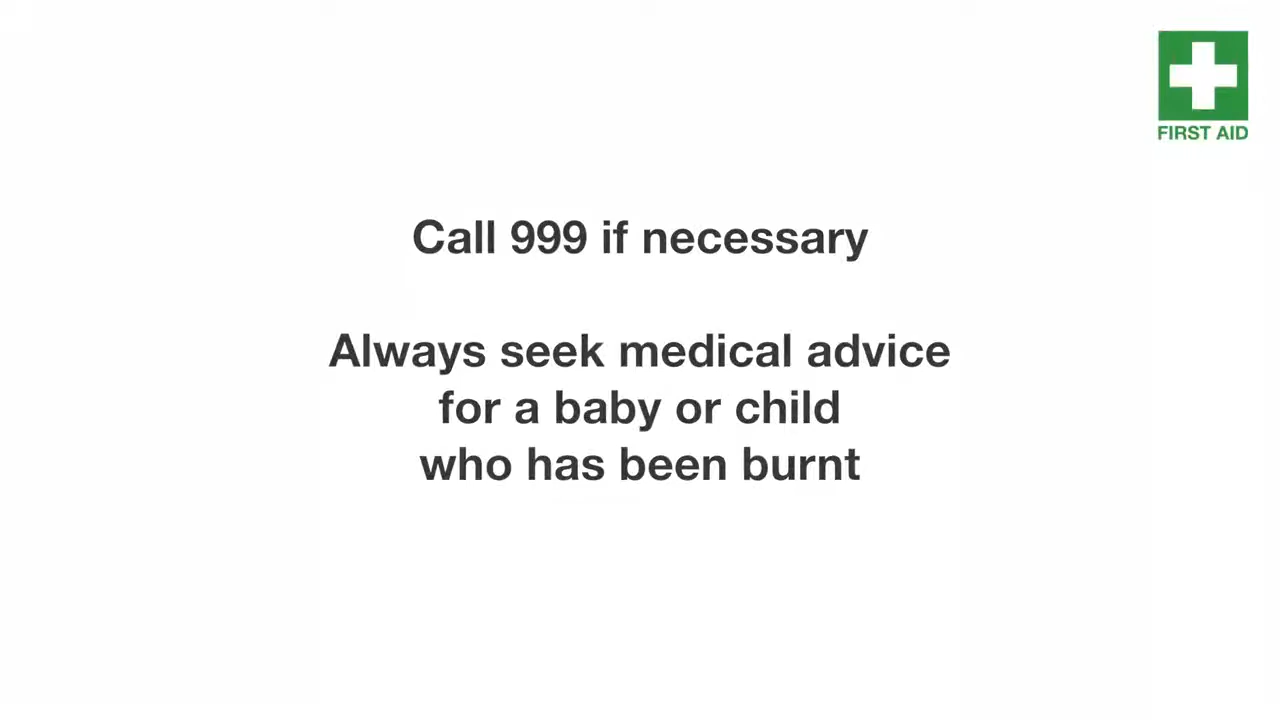 FIRST AID
Call 999 if necessary
Always seek medical advice
for a baby or child
who has been burnt